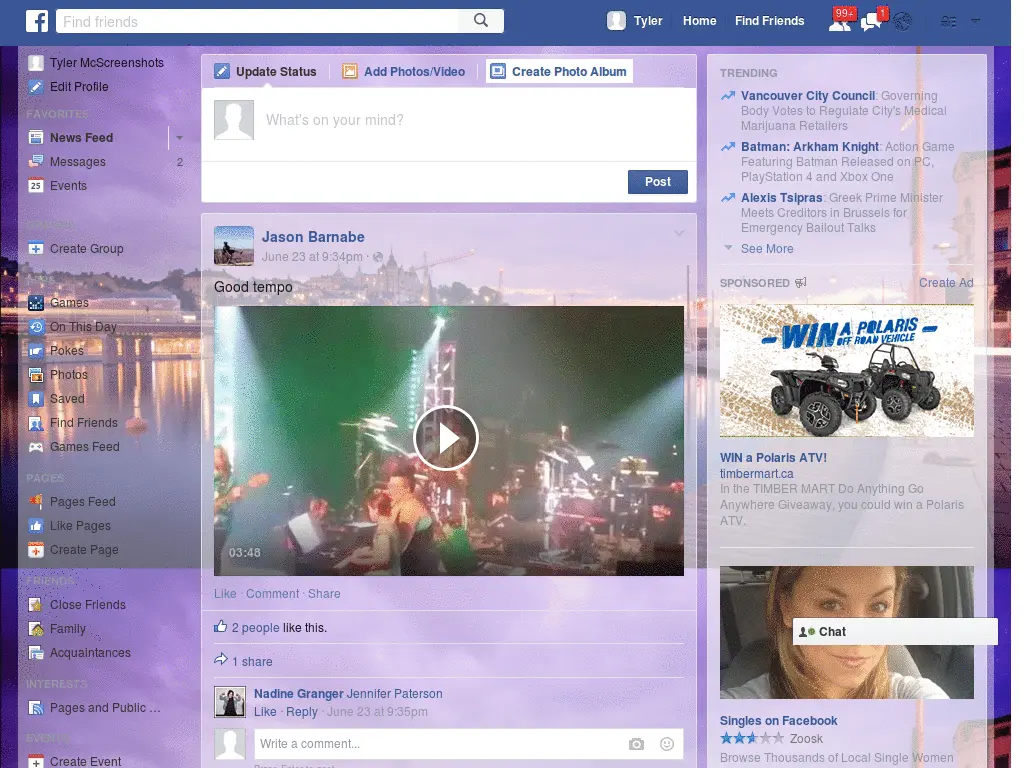 Find friends
Tyler
Home
Find Friends
99+
1
Tyler McScreenshots
Edit Profile
FAVORITES
News Feed
Messages
2
25
Events
Create Group
Games
On This Day
Pokes
Photos
Saved
Find Friends
Games Feed
PAGES
Pages Feed
Like Pages
Create Page
FRIENDS
Close Friends
Family
Acquaintances
INTERESTS
Pages and Public ...
EVENTS
Create Event
Update Status
Add Photos/Video
Create Photo Album
What's on your mind?
Post
Jason Barnabe
June 23 at 9:34pm ·
Good tempo
03:48
Like · Comment · Share
2 people like this.
1 share
Nadine Granger Jennifer Paterson
Like · Reply · June 23 at 9:35pm
Write a comment...
TRENDING
Vancouver City Council: Governing
Body Votes to Regulate City's Medical
Marijuana Retailers
Batman: Arkham Knight: Action Game
Featuring Batman Released on PC,
PlayStation 4 and Xbox One
Alexis Tsipras: Greek Prime Minister
Meets Creditors in Brussels for
Emergency Bailout Talks
See More
SPONSORED
Create Ad
WIN A POLARIS
OFF ROAD VEHICLE
WIN a Polaris ATV!
timbermart.ca
In the TIMBER MART Do Anything Go
Anywhere Giveaway, you could win a Polaris
ATV.
Chat
Singles on Facebook
Zoosk
Browse Thousands of Local Single Women